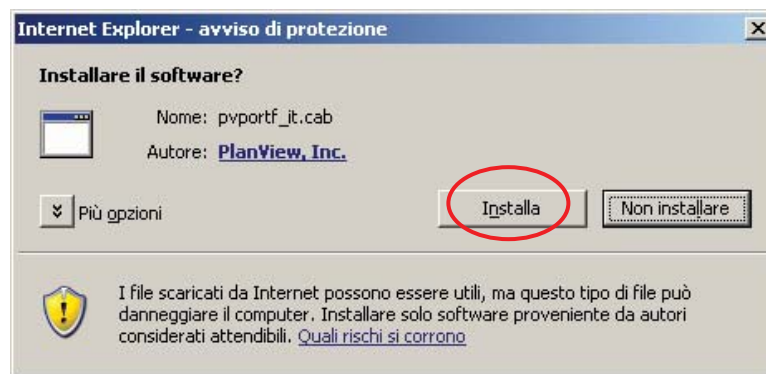 Internet Explorer - avviso di protezione
Installare il software?
Nome: pvportf_it.cab
Autore: PlanView, Inc.
Più opzioni
Installa
Non installare
I file scaricati da Internet possono essere utili, ma questo tipo di file può
danneggiare il computer. Installare solo software proveniente da autori
considerati attendibili. Quali rischi si corrono